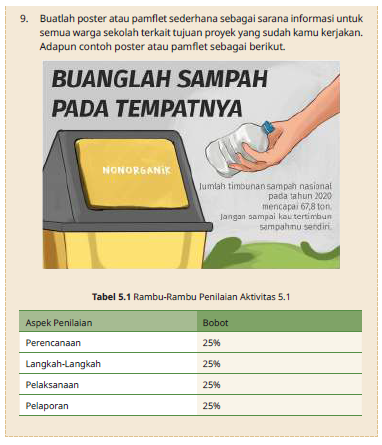 9. Buatlah poster atau pamflet sederhana sebagai sarana informasi untuk
semua warga sekolah terkait tujuan proyek yang sudah kamu kerjakan.
Adapun contoh poster atau pamflet sebagai berikut.
BUANGLAH SAMPAH
PADA TEMPATNYA
NONORGANIK
Jumlah timbunan sampah nasional
pada tahun 2020
mencapai 67,8 ton.
Jangan sampai kau tertimbun
sampahmu sendiri.
Tabel 5.1 Rambu-Rambu Penilaian Aktivitas 5.1
Aspek Penilaian Bobot
Perencanaan 25%
Langkah-Langkah 25%
Pelaksanaan 25%
Pelaporan 25%